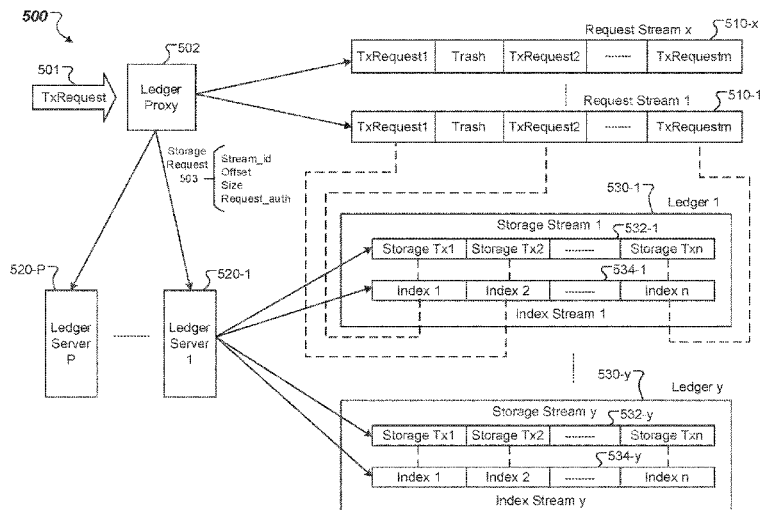 500
502
510-x
Request Stream x
501
TxRequest
Ledger
Proxy
TxRequest1 Trash TxRequest2 ------- TxRequestm
Request Stream 1
510-1
TxRequest1 Trash TxRequest2 ------- TxRequestm
Storage
Request
503
Stream_id
Offset
Size
Request_auth
530-1
Ledger 1
Storage Stream 1
532-1
Storage Tx1 Storage Tx2 ------- Storage Txn
534-1
Index 1 Index 2 ------- Index n
Index Stream 1
520-P
520-1
Ledger
Server
P
-------
Ledger
Server
1
530-y
Ledger y
Storage Stream y
532-y
Storage Tx1 Storage Tx2 ------- Storage Txn
534-y
Index 1 Index 2 ------- Index n
Index Stream y